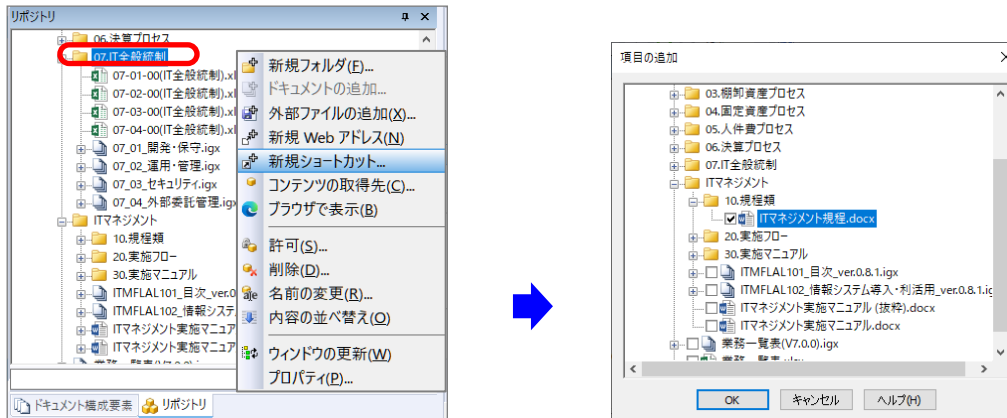 リポジトリ
06.決算プロセス
07.IT全般統制
07-01-00(IT全般統制).xl
07-02-00(IT全般統制).xl
07-03-00(IT全般統制).xl
07-04-00(IT全般統制).xl
07_01_開発・保守.igx
07_02_運用・管理.igx
07_03_セキュリティ.igx
07_04_外部委託管理.igx
ITマネジメント
10.規程類
20.実施フロー
30.実施マニュアル
ITMFLAL101_目次_ver.0
ITMFLAL102_情報システ
ITマネジメント実施マニュア
ITマネジメント実施マニュア
ドキュメント構成要素
リポジトリ
新規フォルダ(F)...
ドキュメントの追加...
外部ファイルの追加(X)...
新規 Web アドレス(N)
新規ショートカット...
コンテンツの取得先(C)...
ブラウザで表示(B)
許可(S)...
削除(D)...
名前の変更(R)...
内容の並べ替え(O)
ウィンドウの更新(W)
プロパティ(P)...
項目の追加
03.棚卸資産プロセス
04.固定資産プロセス
05.人件費プロセス
06.決算プロセス
07.IT全般統制
ITマネジメント
10.規程類
ITマネジメント規程.docx
20.実施フロー
30.実施マニュアル
ITMFLAL101_目次_ver.0.8.1.igx
ITMFLAL102_情報システム導入・利活用_ver.0.8.1.ig
ITマネジメント実施マニュアル (抜粋).docx
ITマネジメント実施マニュアル.docx
業務一覧表(V7.0.0).igx
OK
キャンセル
ヘルプ(H)